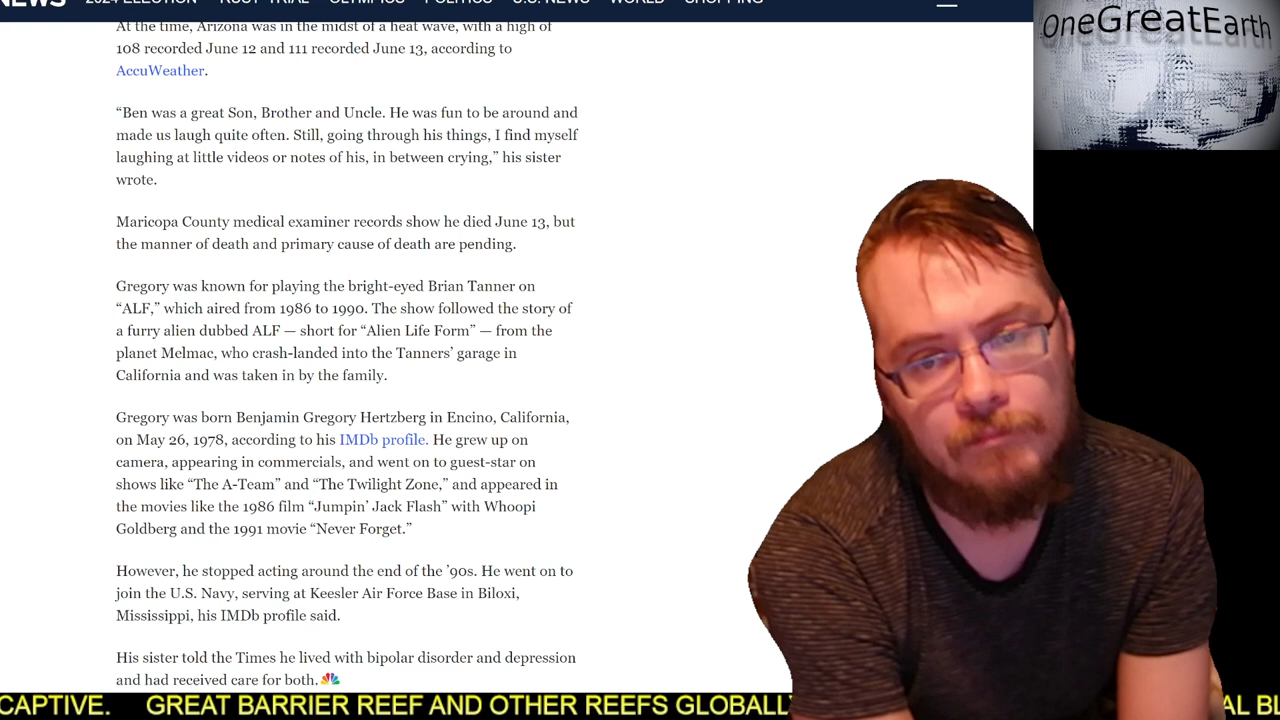 NEWS 2024 ELECTION RUST TRIAL OLYMPICS POLITICS U.S. NEWS WORLD SHOPPING
OneGreatEarth
At the time, Arizona was in the midst of a heat wave, with a high of
108 recorded June 12 and 111 recorded June 13, according to
AccuWeather.
“Ben was a great Son, Brother and Uncle. He was fun to be around and
made us laugh quite often. Still, going through his things, I find myself
laughing at little videos or notes of his, in between crying,” his sister
wrote.
Maricopa County medical examiner records show he died June 13, but
the manner of death and primary cause of death are pending.
Gregory was known for playing the bright-eyed Brian Tanner on
“ALF,” which aired from 1986 to 1990. The show followed the story of
a furry alien dubbed ALF — short for “Alien Life Form” — from the
planet Melmac, who crash-landed into the Tanners’ garage in
California and was taken in by the family.
Gregory was born Benjamin Gregory Hertzberg in Encino, California,
on May 26, 1978, according to his IMDb profile. He grew up on
camera, appearing in commercials, and went on to guest-star on
shows like “The A-Team” and “The Twilight Zone,” and appeared in
the movies like the 1986 film “Jumpin’ Jack Flash” with Whoopi
Goldberg and the 1991 movie “Never Forget.”
However, he stopped acting around the end of the ’90s. He went on to
join the U.S. Navy, serving at Keesler Air Force Base in Biloxi,
Mississippi, his IMDb profile said.
His sister told the Times he lived with bipolar disorder and depression
and had received care for both.
CAPTIVE. GREAT BARRIER REEF AND OTHER REEFS GLOBALL AL BL